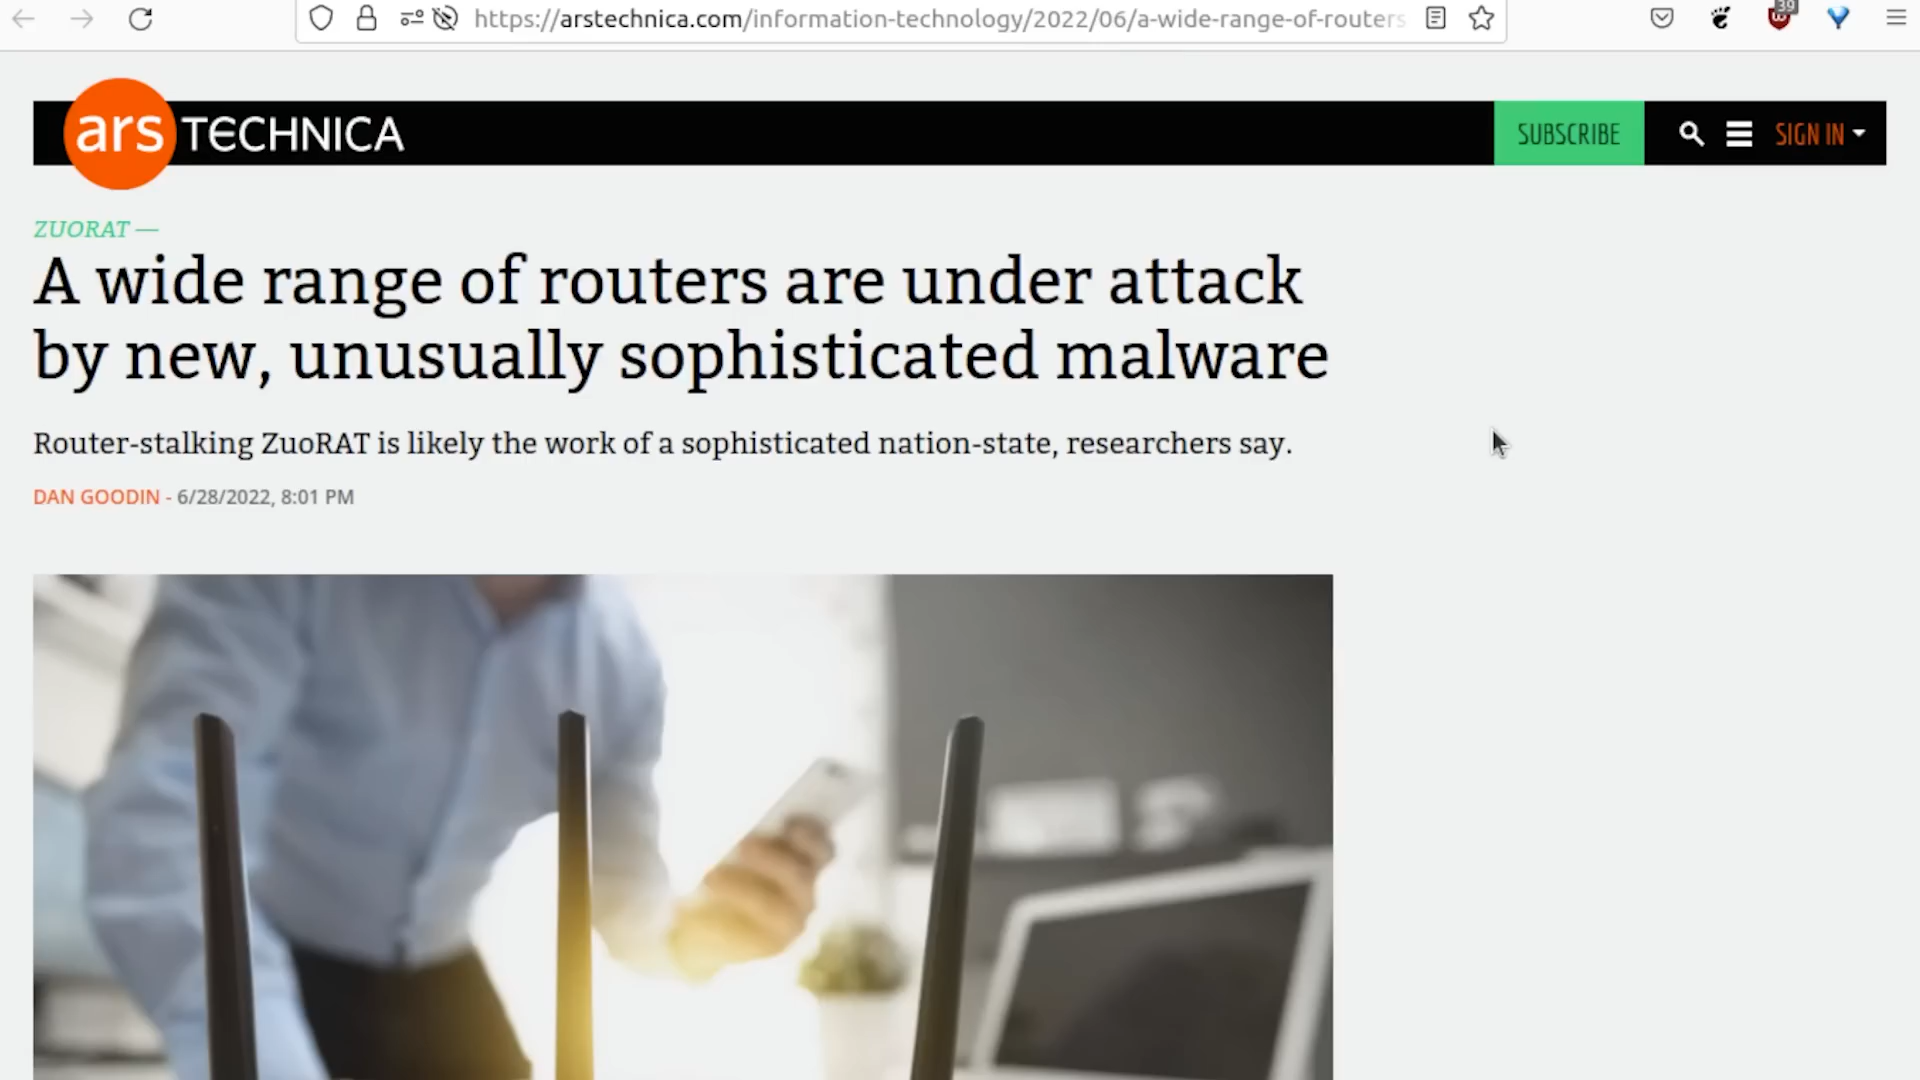 https://arstechnica.com/information-technology/2022/06/a-wide-range-of-routers
39
ars TECHNICA
SUBSCRIBE
SIGN IN
ZUORAT —
A wide range of routers are under attack
by new, unusually sophisticated malware
Router-stalking ZuoRAT is likely the work of a sophisticated nation-state, researchers say.
DAN GOODIN - 6/28/2022, 8:01 PM